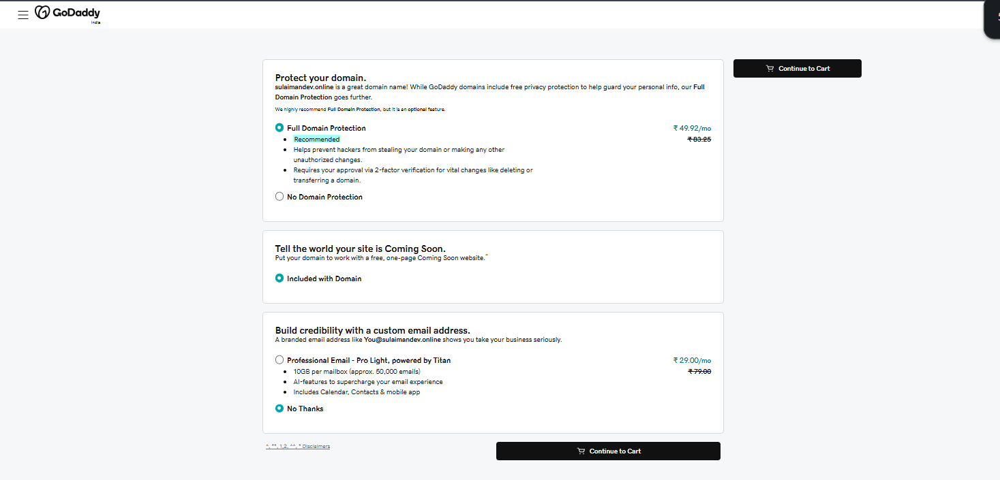 GoDaddy
India
Continue to Cart
Protect your domain.
sulaimandev.online is a great domain name! While GoDaddy domains include free privacy protection to help guard your personal info, our Full
Domain Protection goes further.
We highly recommend Full Domain Protection, but it is an optional feature.
Full Domain Protection ₹ 49.92/mo
Recommended ₹ 83.25
Helps prevent hackers from stealing your domain or making any other
unauthorized changes.
Requires your approval via 2-factor verification for vital changes like deleting or
transferring a domain.
No Domain Protection
Tell the world your site is Coming Soon.
Put your domain to work with a free, one-page Coming Soon website.^
Included with Domain
Build credibility with a custom email address.
A branded email address like You@sulaimandev.online shows you take your business seriously.
Professional Email - Pro Light, powered by Titan ₹ 29.00/mo
10GB per mailbox (approx. 50,000 emails) ₹ 79.00
AI-features to supercharge your email experience
Includes Calendar, Contacts & mobile app
No Thanks
^, **, 1,2, ^^, * Disclaimers
Continue to Cart